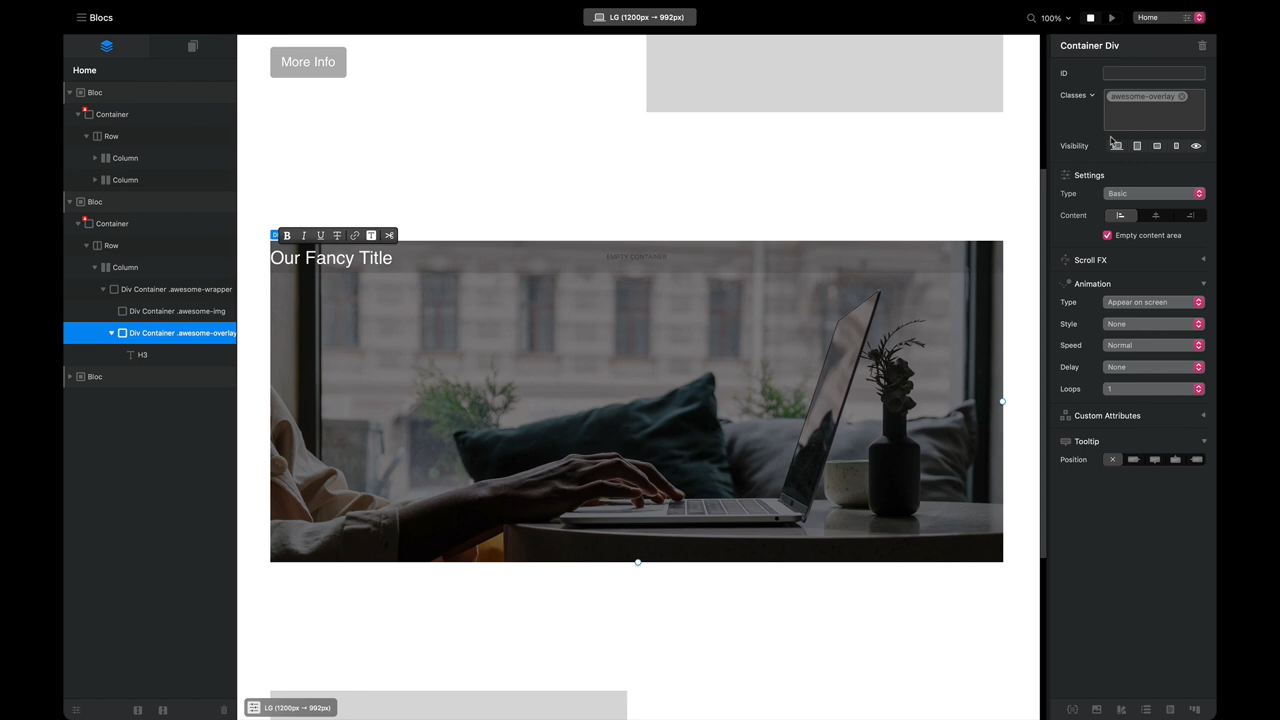 Blocs
LG (1200px → 992px)
100%
Home
Home
Bloc
Container
Row
Column
Column
Bloc
Container
Row
Column
Div Container .awesome-wrapper
Div Container .awesome-img
Div Container .awesome-overlay
H3
Bloc
More Info
D
B I U T T
Our Fancy Title
EMPTY CONTAINER
LG (1200px → 992px)
Container Div
ID
Classes
awesome-overlay
Visibility
Settings
Type
Basic
Content
Empty content area
Scroll FX
Animation
Type
Appear on screen
Style
None
Speed
Normal
Delay
None
Loops
1
Custom Attributes
Tooltip
Position